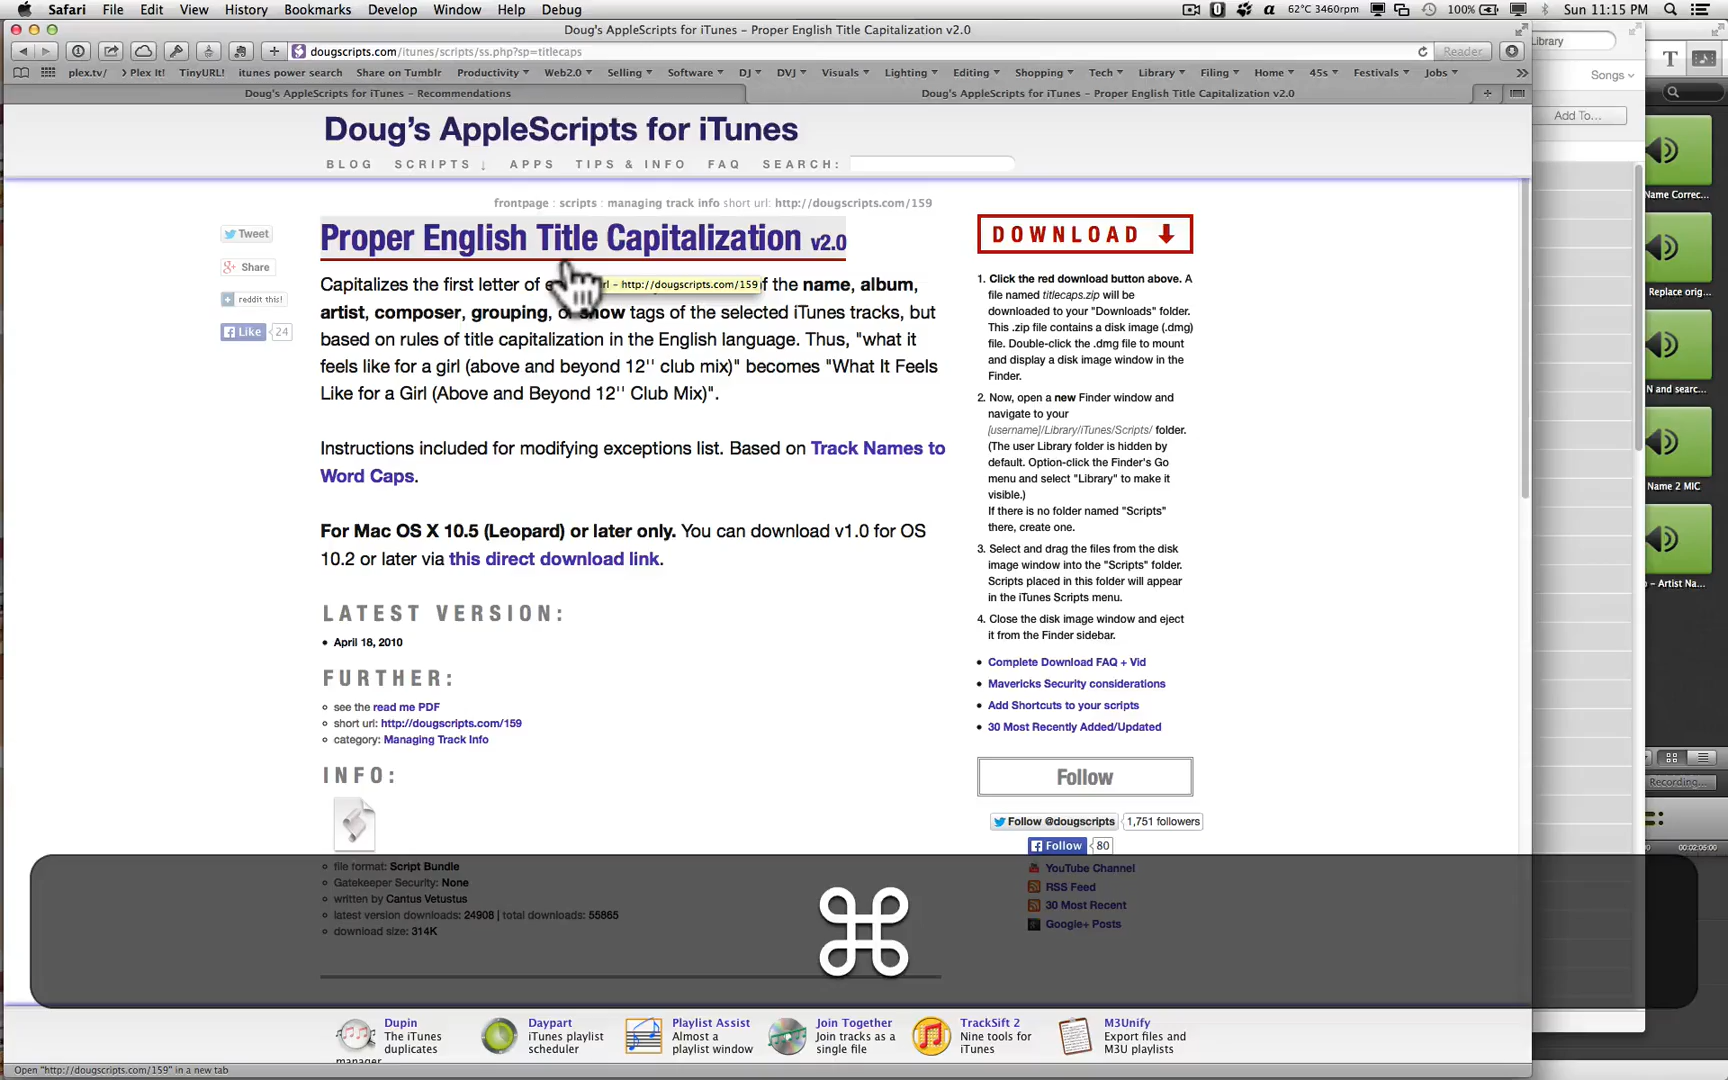 Safari File Edit View History Bookmarks Develop Window Help Debug
62°C 3460rpm 100% Sun 11:15 PM
Doug's AppleScripts for iTunes – Proper English Title Capitalization v2.0
dougscripts.com/itunes/scripts/ss.php?sp=titlecaps
Reader
plex.tv/ > Plex It! TinyURL! itunes power search Share on Tumblr Productivity Web2.0 Selling Software DJ DVJ Visuals Lighting Editing Shopping Tech Library Filing Home 45s Festivals Jobs
Doug's AppleScripts for iTunes – Recommendations
Doug's AppleScripts for iTunes – Proper English Title Capitalization v2.0
Doug's AppleScripts for iTunes
BLOG SCRIPTS ↓ APPS TIPS & INFO FAQ SEARCH:
frontpage : scripts : managing track info short url: http://dougscripts.com/159
Tweet
Share
reddit this!
Like 24
Proper English Title Capitalization v2.0
Capitalizes the first letter of e
rl – http://dougscripts.com/159
f the name, album,
artist, composer, grouping, or show tags of the selected iTunes tracks, but
based on rules of title capitalization in the English language. Thus, "what it
feels like for a girl (above and beyond 12'' club mix)" becomes "What It Feels
Like for a Girl (Above and Beyond 12'' Club Mix)".
Instructions included for modifying exceptions list. Based on Track Names to
Word Caps.
For Mac OS X 10.5 (Leopard) or later only. You can download v1.0 for OS
10.2 or later via this direct download link.
LATEST VERSION:
• April 18, 2010
FURTHER:
see the read me PDF
short url: http://dougscripts.com/159
category: Managing Track Info
INFO:
file format: Script Bundle
Gatekeeper Security: None
written by Cantus Vetustus
latest version downloads: 24908 | total downloads: 55865
download size: 314K
DOWNLOAD
1. Click the red download button above. A
file named titlecaps.zip will be
downloaded to your "Downloads" folder.
This .zip file contains a disk image (.dmg)
file. Double-click the .dmg file to mount
and display a disk image window in the
Finder.
2. Now, open a new Finder window and
navigate to your
[username]/Library/iTunes/Scripts/ folder.
(The user Library folder is hidden by
default. Option-click the Finder's Go
menu and select "Library" to make it
visible.)
If there is no folder named "Scripts"
there, create one.
3. Select and drag the files from the disk
image window into the "Scripts" folder.
Scripts placed in this folder will appear
in the iTunes Scripts menu.
4. Close the disk image window and eject
it from the Finder sidebar.
Complete Download FAQ + Vid
Mavericks Security considerations
Add Shortcuts to your scripts
30 Most Recently Added/Updated
Follow
Follow @dougscripts 1,751 followers
Follow 80
YouTube Channel
RSS Feed
30 Most Recent
Google+ Posts
⌘
Dupin
The iTunes
duplicates
manager
Daypart
iTunes playlist
scheduler
Playlist Assist
Almost a
playlist window
Join Together
Join tracks as a
single file
TrackSift 2
Nine tools for
iTunes
M3Unify
Export files and
M3U playlists
Open "http://dougscripts.com/159" in a new tab
Library
Songs
Add To...
Name Correc...
Replace orig...
N and searc...
Name 2 MIC
– Artist Na...
Recording...
00:02:05:00